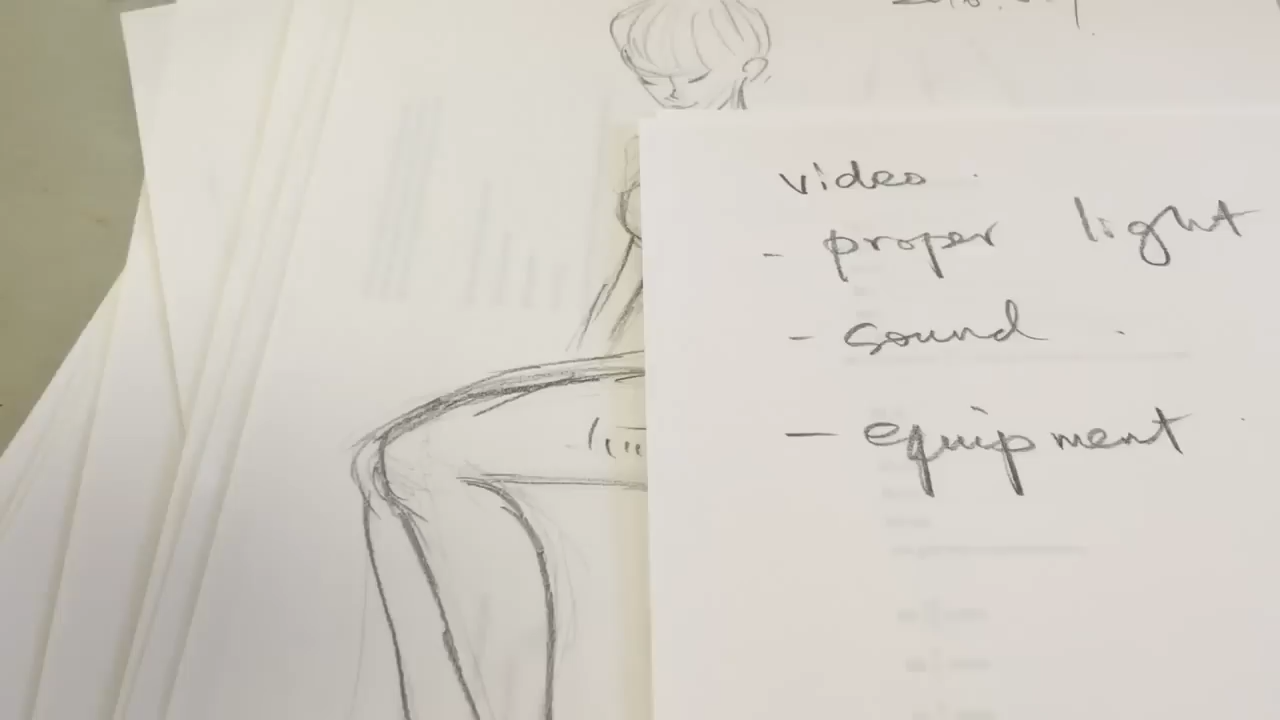 video
- proper light
- sound
- equipment